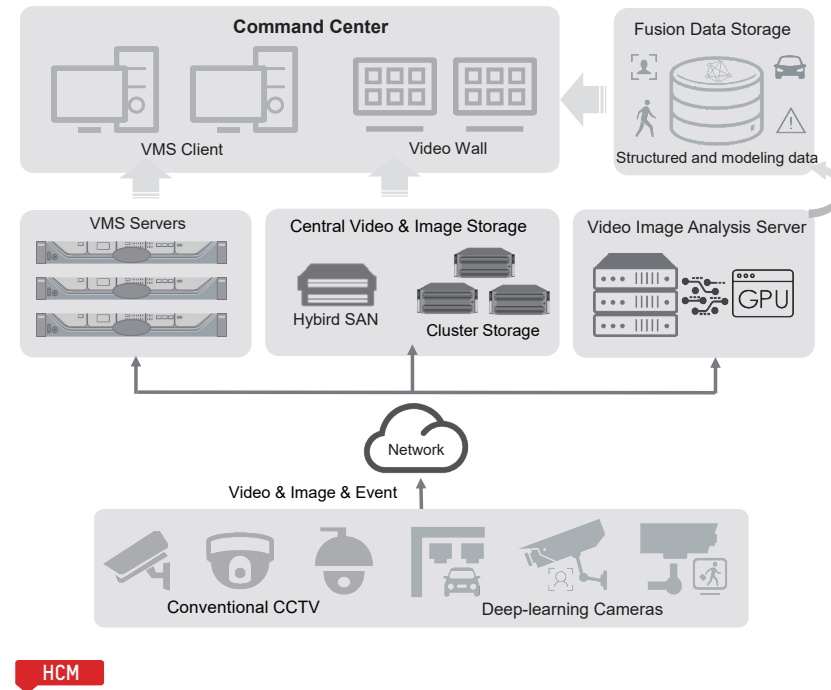 Command Center
VMS Client
Video Wall
Fusion Data Storage
Structured and modeling data
VMS Servers
Central Video & Image Storage
Hybird SAN
Cluster Storage
Video Image Analysis Server
GPU
Network
Video & Image & Event
Conventional CCTV
Deep-learning Cameras
HCM